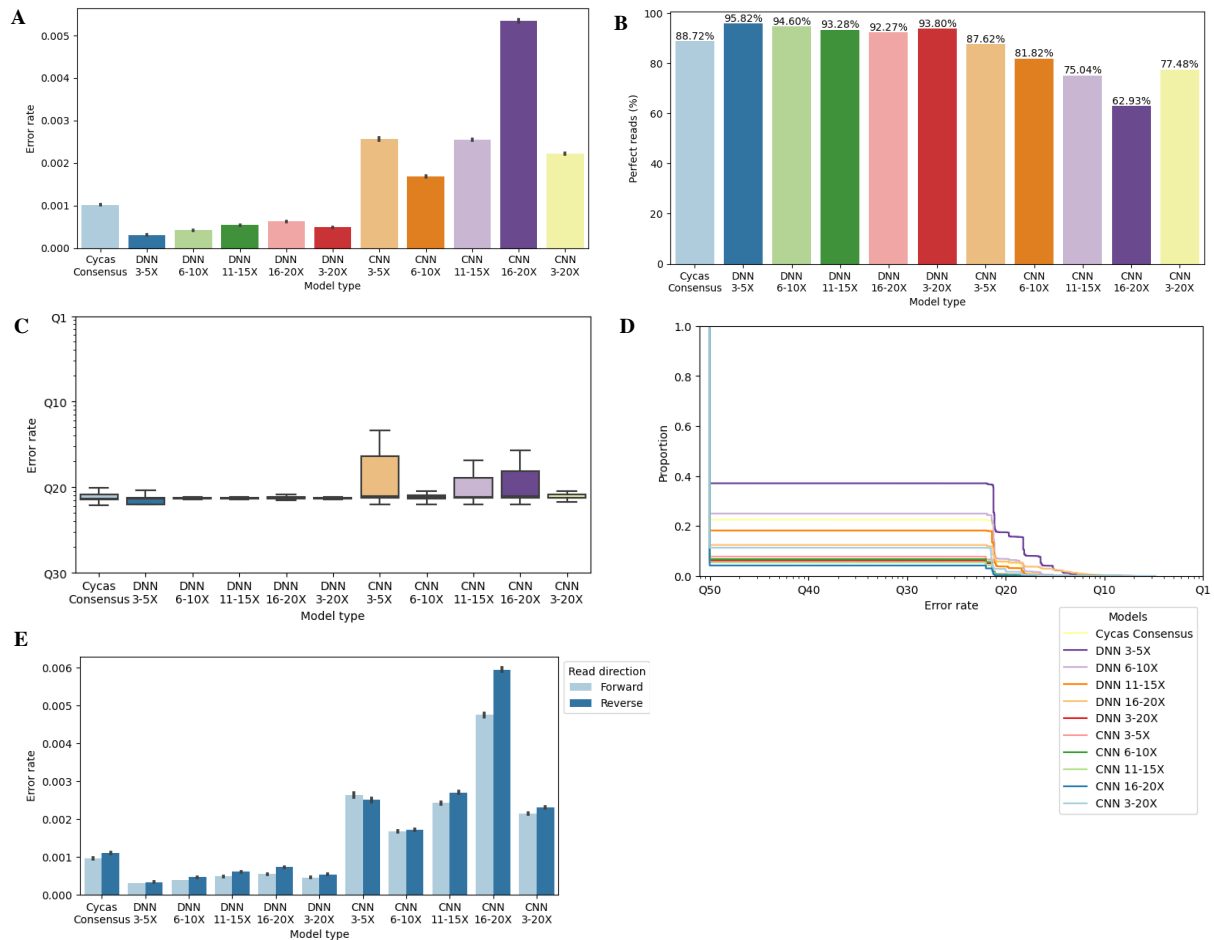 A
Error rate
0.005
0.004
0.003
0.002
0.001
0.000
Cycas Consensus
DNN 3-5X
DNN 6-10X
DNN 11-15X
DNN 16-20X
DNN 3-20X
CNN 3-5X
CNN 6-10X
CNN 11-15X
CNN 16-20X
CNN 3-20X
Model type
B
Perfect reads (%)
100
80
60
40
20
0
88.72%
95.82%
94.60%
93.28%
92.27%
93.80%
87.62%
81.82%
75.04%
62.93%
77.48%
Cycas Consensus
DNN 3-5X
DNN 6-10X
DNN 11-15X
DNN 16-20X
DNN 3-20X
CNN 3-5X
CNN 6-10X
CNN 11-15X
CNN 16-20X
CNN 3-20X
Model type
C
Error rate
Q1
Q10
Q20
Q30
Cycas Consensus
DNN 3-5X
DNN 6-10X
DNN 11-15X
DNN 16-20X
DNN 3-20X
CNN 3-5X
CNN 6-10X
CNN 11-15X
CNN 16-20X
CNN 3-20X
Model type
D
Proportion
1.0
0.8
0.6
0.4
0.2
0.0
Q50
Q40
Q30
Q20
Q10
Q1
Error rate
Models
Cycas Consensus
DNN 3-5X
DNN 6-10X
DNN 11-15X
DNN 16-20X
DNN 3-20X
CNN 3-5X
CNN 6-10X
CNN 11-15X
CNN 16-20X
CNN 3-20X
E
Error rate
0.006
0.005
0.004
0.003
0.002
0.001
0.000
Read direction
Forward
Reverse
Cycas Consensus
DNN 3-5X
DNN 6-10X
DNN 11-15X
DNN 16-20X
DNN 3-20X
CNN 3-5X
CNN 6-10X
CNN 11-15X
CNN 16-20X
CNN 3-20X
Model type